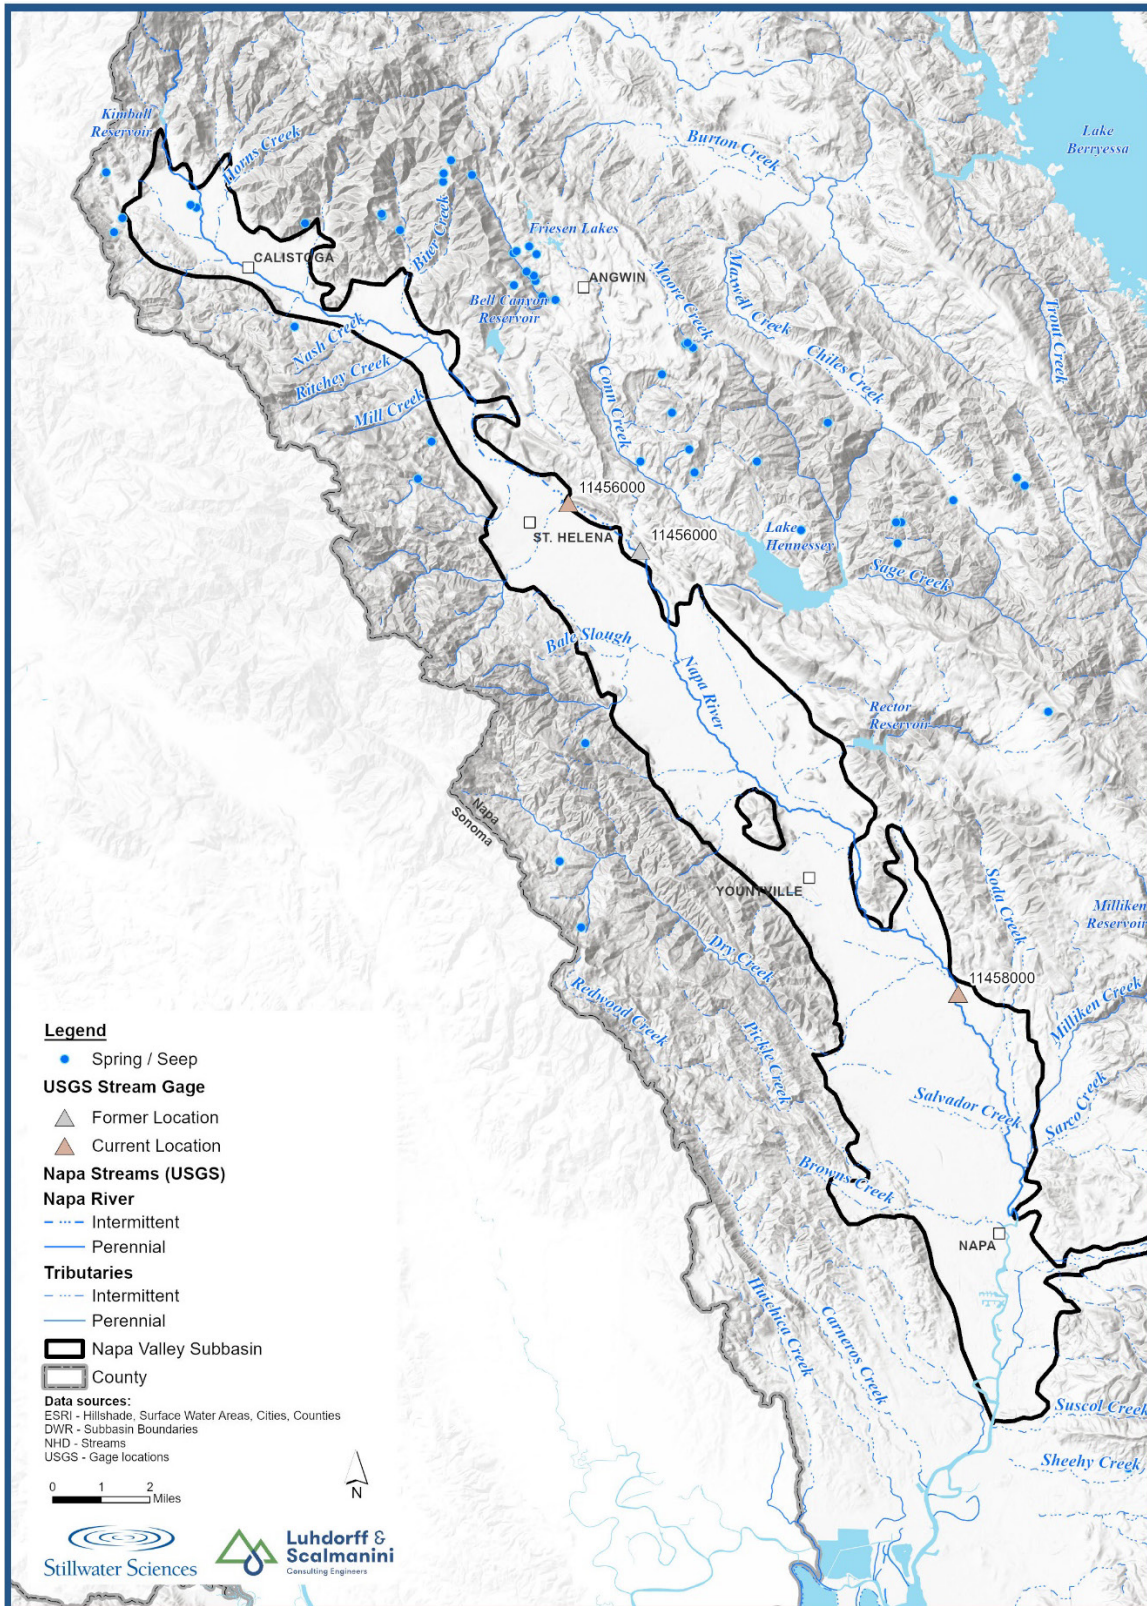 Kimball
Reservoir
Horns Creek
Burton Creek
Lake
Berryessa
Biter Creek
Friesen Lakes
CALISTOGA
ANGWIN
Moore Creek
Maxwell Creek
Trout Creek
Bell Canyon
Reservoir
Nash Creek
Chiles Creek
Ritchey Creek
Conn Creek
Mill Creek
11456000
ST. HELENA
11456000
Lake
Hennessey
Sage Creek
Bale Slough
Napa River
Rector
Reservoir
Napa
Sonoma
YOUNTVILLE
Soda Creek
Milliken
Reservoir
Dry Creek
11458000
Redwood Creek
Milliken Creek
Pickle Creek
Salvador Creek
Sarco Creek
Browns Creek
NAPA
Huichica Creek
Carneros Creek
Suscol Creek
Sheehy Creek
Legend
Spring / Seep
USGS Stream Gage
Former Location
Current Location
Napa Streams (USGS)
Napa River
Intermittent
Perennial
Tributaries
Intermittent
Perennial
Napa Valley Subbasin
County
Data sources:
ESRI - Hillshade, Surface Water Areas, Cities, Counties
DWR - Subbasin Boundaries
NHD - Streams
USGS - Gage locations
0 1 2
Miles
N
Stillwater Sciences
Luhdorff &
Scalmanini
Consulting Engineers